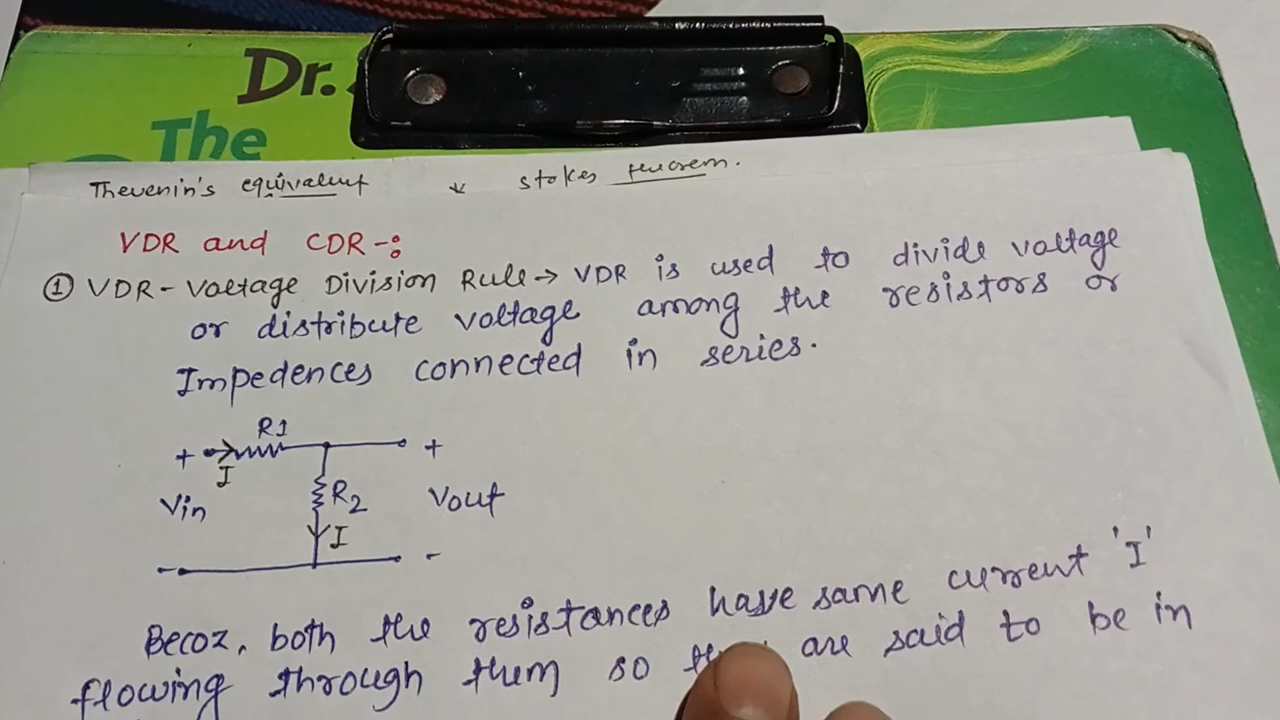 Dr.
The
Thevenin's equivalent & stokes theorem.
VDR and CDR-:
① VDR - Voltage Division Rule → VDR is used to divide voltage
or distribute voltage among the resistors or
Impedences connected in series.
R1
+ I +
Vin R2 Vout
I
- -
Becoz, both the resistances have same current 'I'
flowing through them so are said to be in